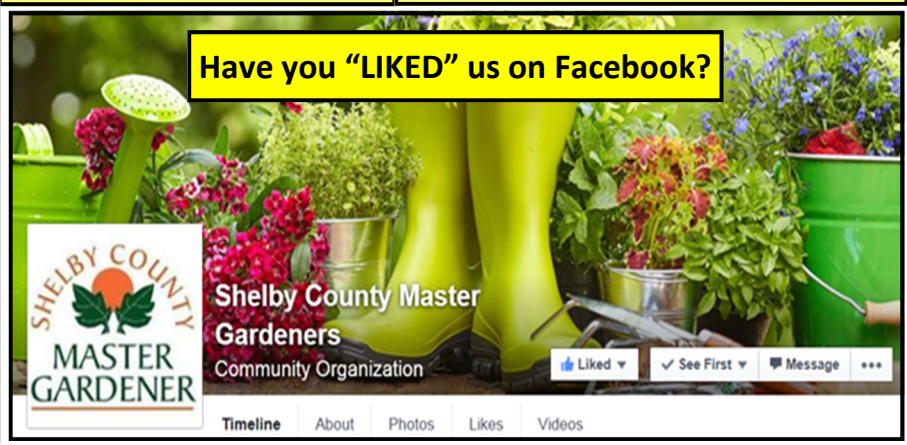 Have you “LIKED” us on Facebook?
SHELBY COUNTY
MASTER
GARDENER
Shelby County Master
Gardeners
Community Organization
Liked
See First
Message
Timeline About Photos Likes Videos